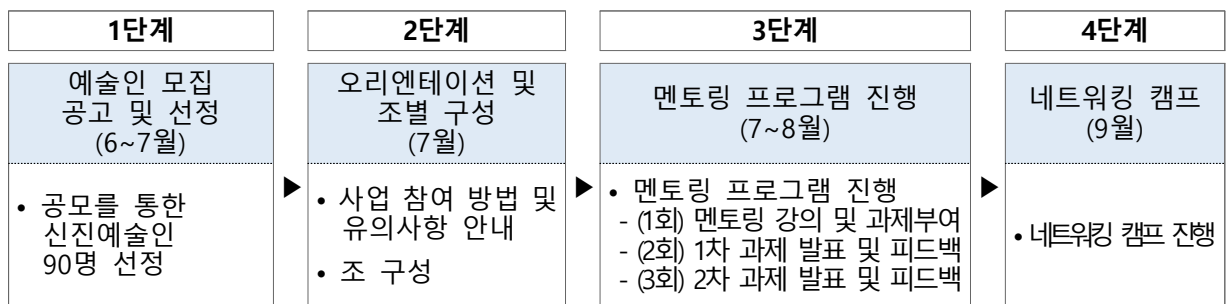 1단계
예술인 모집
공고 및 선정
(6~7월)
• 공모를 통한
신진예술인
90명 선정
▶
2단계
오리엔테이션 및
조별 구성
(7월)
• 사업 참여 방법 및
유의사항 안내
• 조 구성
▶
3단계
멘토링 프로그램 진행
(7~8월)
• 멘토링 프로그램 진행
- (1회) 멘토링 강의 및 과제부여
- (2회) 1차 과제 발표 및 피드백
- (3회) 2차 과제 발표 및 피드백
▶
4단계
네트워킹 캠프
(9월)
• 네트워킹 캠프 진행